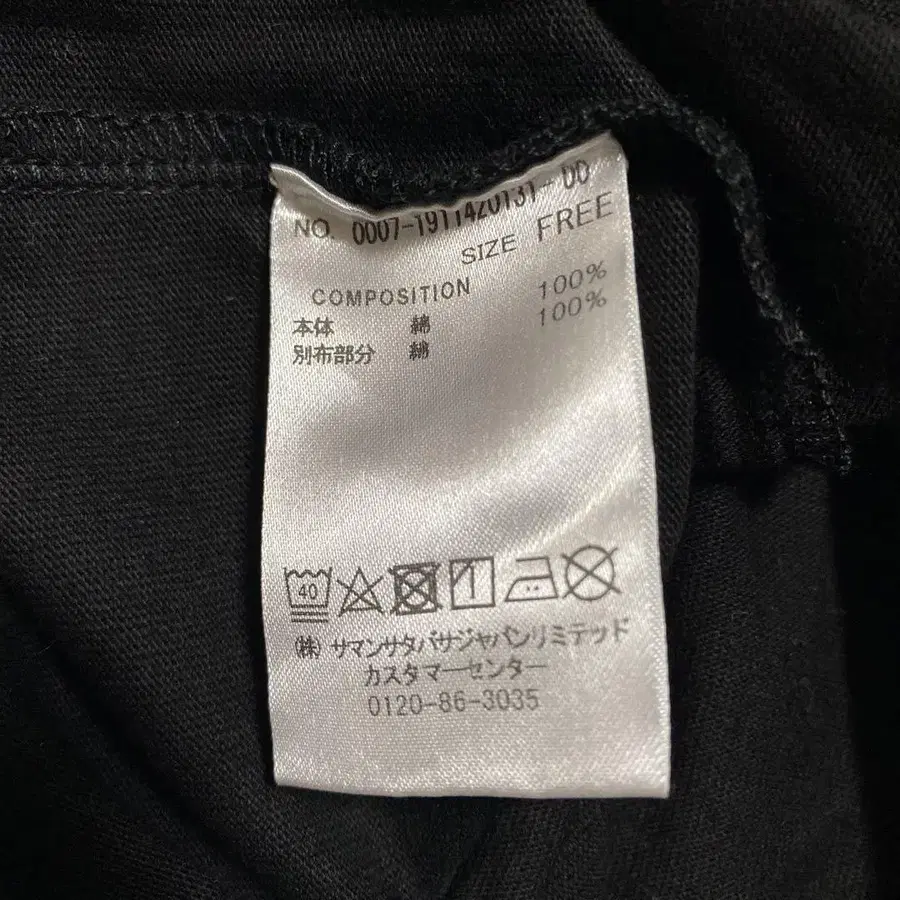 NO. 0007-1911420131-DD
SIZE FREE
COMPOSITION
本体 綿 100%
別布部分 綿 100%
40
(株) サマンサタバサジャパンリミテッド
カスタマーセンター
0120-86-3035